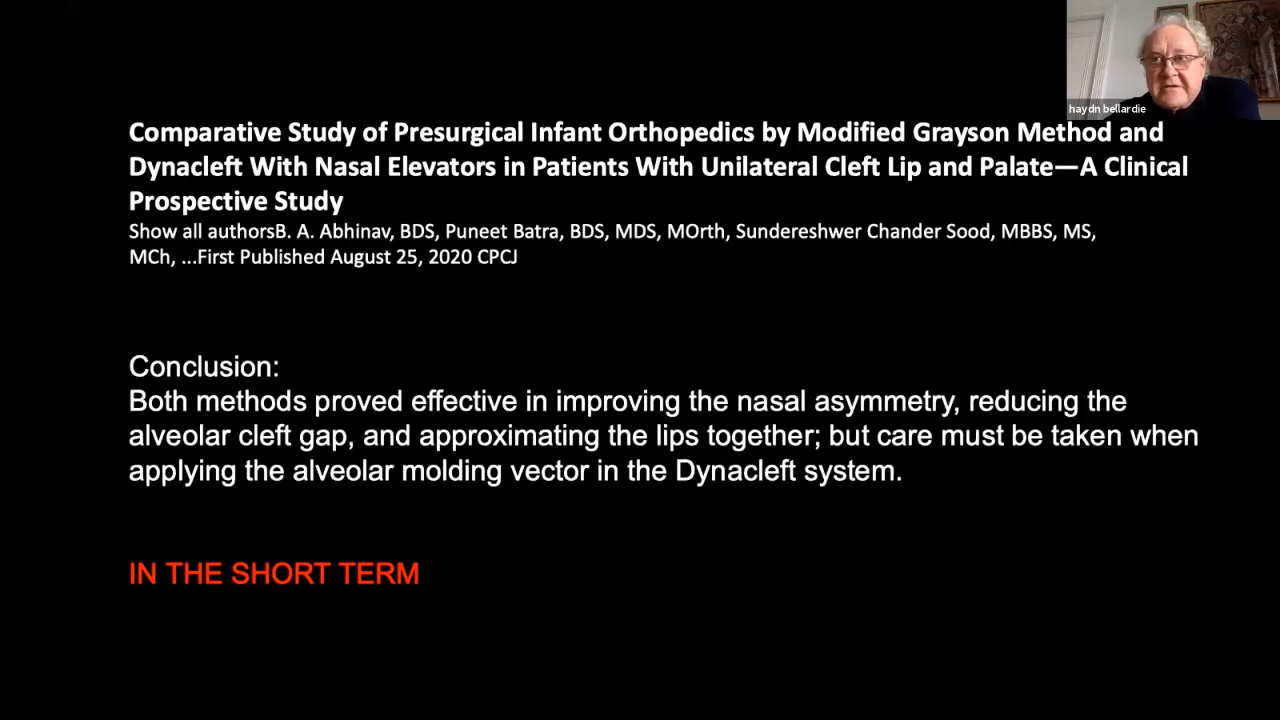 haydn bellardie
Comparative Study of Presurgical Infant Orthopedics by Modified Grayson Method and
Dynacleft With Nasal Elevators in Patients With Unilateral Cleft Lip and Palate—A Clinical
Prospective Study
Show all authorsB. A. Abhinav, BDS, Puneet Batra, BDS, MDS, MOrth, Sundereshwer Chander Sood, MBBS, MS,
MCh, ...First Published August 25, 2020 CPCJ
Conclusion:
Both methods proved effective in improving the nasal asymmetry, reducing the
alveolar cleft gap, and approximating the lips together; but care must be taken when
applying the alveolar molding vector in the Dynacleft system.
IN THE SHORT TERM